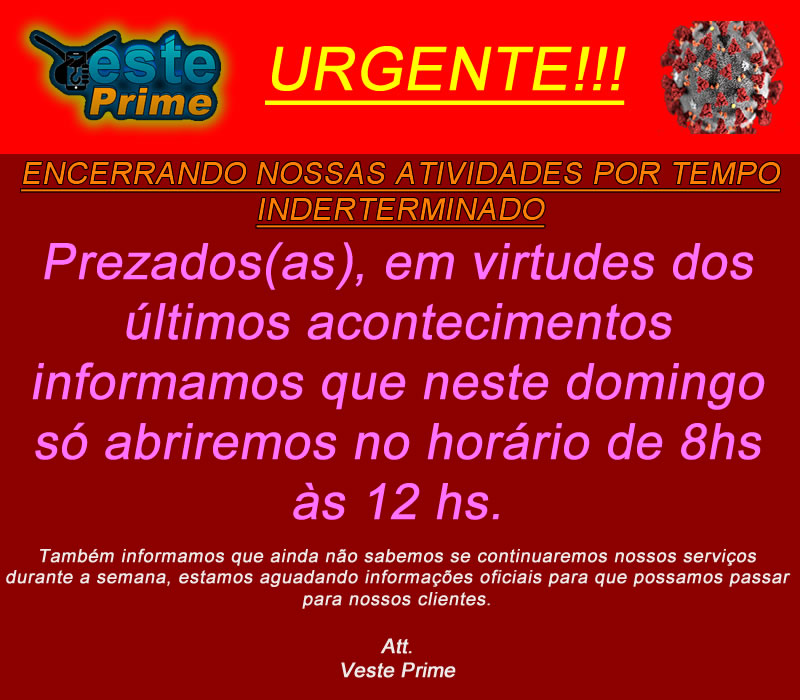 Veste
Prime
URGENTE!!!
ENCERRANDO NOSSAS ATIVIDADES POR TEMPO
INDERTERMINADO
Prezados(as), em virtudes dos
últimos acontecimentos
informamos que neste domingo
só abriremos no horário de 8hs
às 12 hs.
Também informamos que ainda não sabemos se continuaremos nossos serviços
durante a semana, estamos aguadando informações oficiais para que possamos passar
para nossos clientes.
Att.
Veste Prime